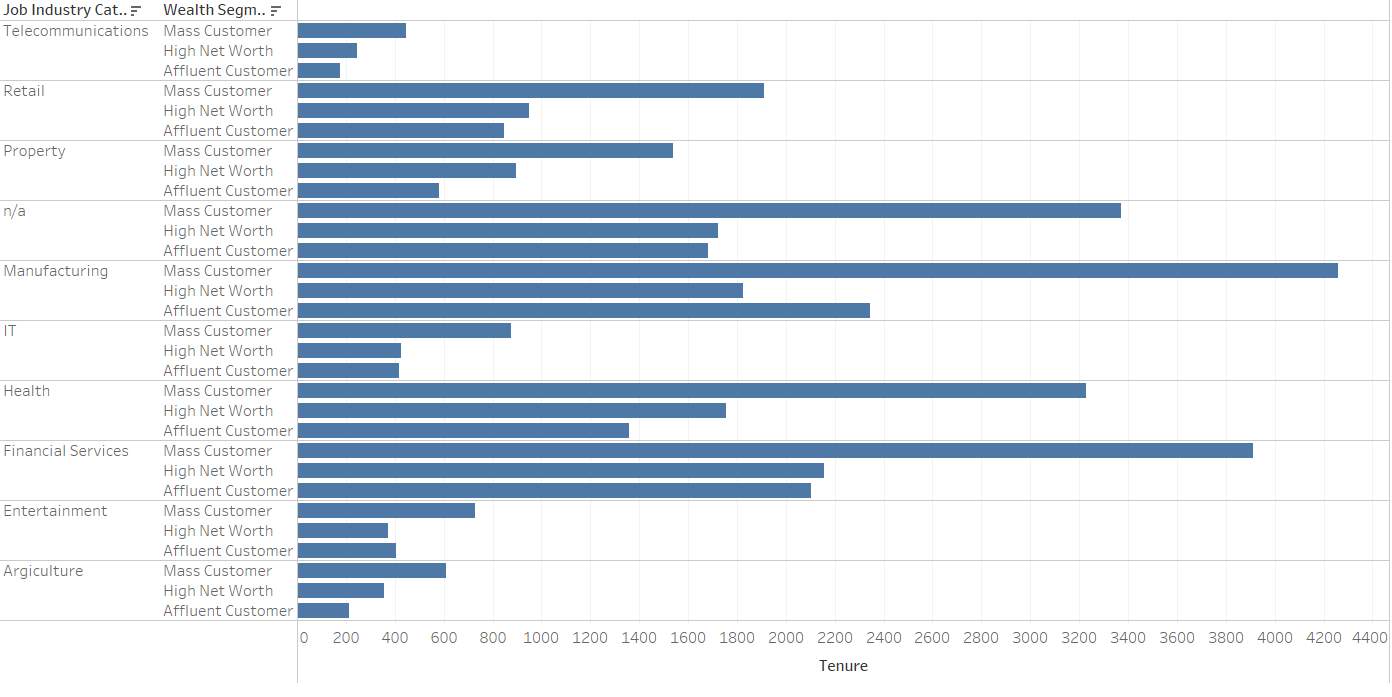 Job Industry Cat.. Wealth Segm..
Telecommunications Mass Customer
High Net Worth
Affluent Customer
Retail Mass Customer
High Net Worth
Affluent Customer
Property Mass Customer
High Net Worth
Affluent Customer
n/a Mass Customer
High Net Worth
Affluent Customer
Manufacturing Mass Customer
High Net Worth
Affluent Customer
IT Mass Customer
High Net Worth
Affluent Customer
Health Mass Customer
High Net Worth
Affluent Customer
Financial Services Mass Customer
High Net Worth
Affluent Customer
Entertainment Mass Customer
High Net Worth
Affluent Customer
Argiculture Mass Customer
High Net Worth
Affluent Customer
0 200 400 600 800 1000 1200 1400 1600 1800 2000 2200 2400 2600 2800 3000 3200 3400 3600 3800 4000 4200 4400
Tenure